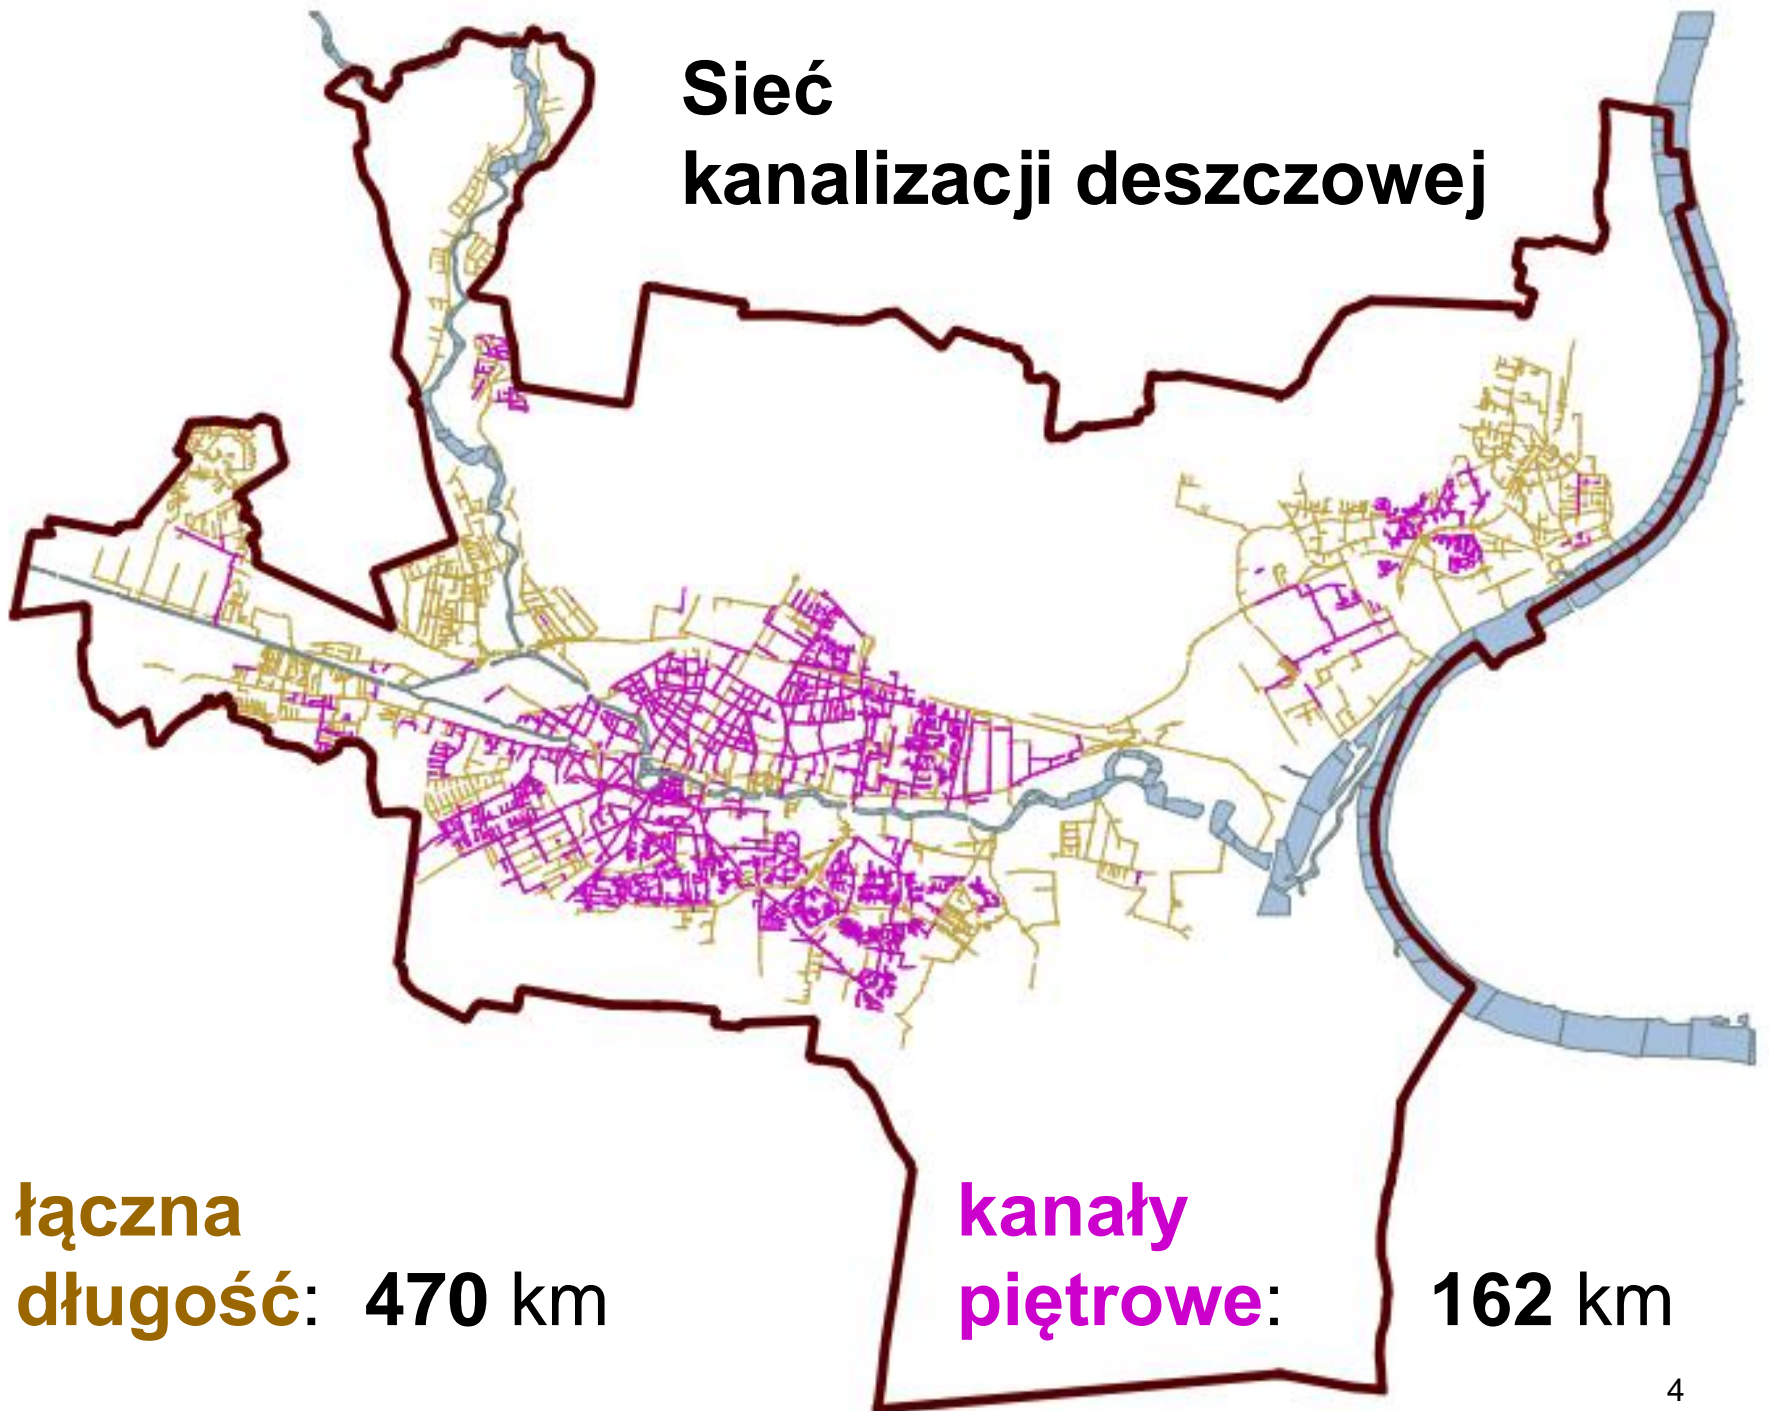 Sieć
kanalizacji deszczowej
łączna
długość: 470 km
kanały
piętrowe: 162 km
4